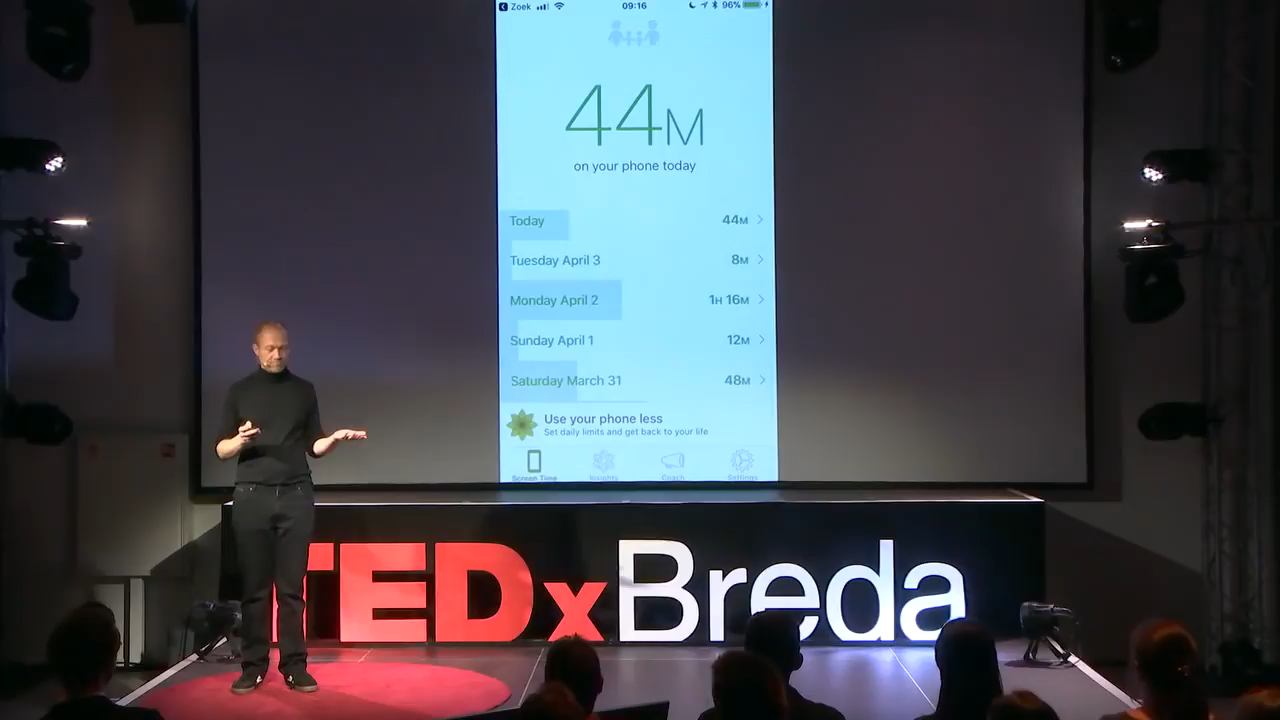 Zoek 09:16 96%
44M
on your phone today
Today 44M
Tuesday April 3 8M
Monday April 2 1H 16M
Sunday April 1 12M
Saturday March 31 48M
Use your phone less
Set daily limits and get back to your life
Screen Time Insights Coach Settings
TEDxBreda